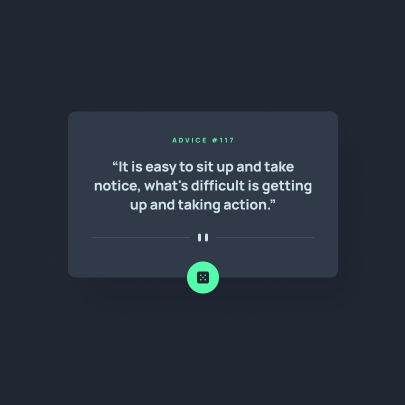 ADVICE #117
“It is easy to sit up and take
notice, what's difficult is getting
up and taking action.”